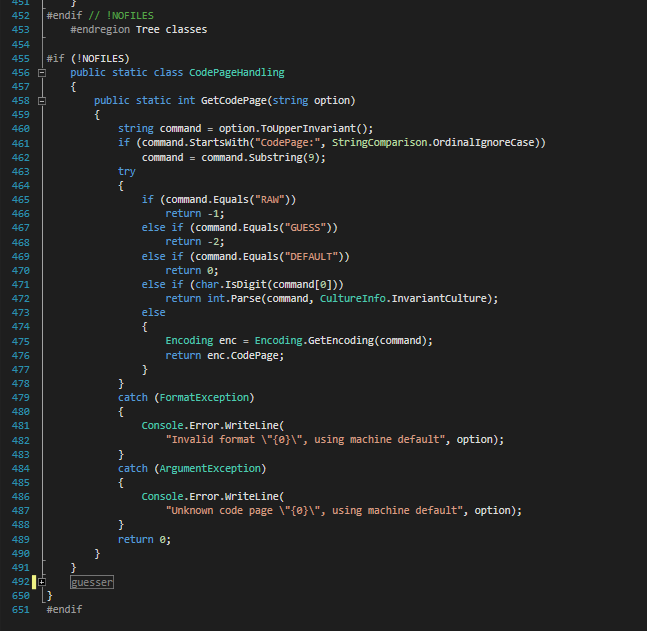 451 }
452 #endif // !NOFILES
453 #endregion Tree classes
454
455 #if (!NOFILES)
456 public static class CodePageHandling
457 {
458 public static int GetCodePage(string option)
459 {
460 string command = option.ToUpperInvariant();
461 if (command.StartsWith("CodePage:", StringComparison.OrdinalIgnoreCase))
462 command = command.Substring(9);
463 try
464 {
465 if (command.Equals("RAW"))
466 return -1;
467 else if (command.Equals("GUESS"))
468 return -2;
469 else if (command.Equals("DEFAULT"))
470 return 0;
471 else if (char.IsDigit(command[0]))
472 return int.Parse(command, CultureInfo.InvariantCulture);
473 else
474 {
475 Encoding enc = Encoding.GetEncoding(command);
476 return enc.CodePage;
477 }
478 }
479 catch (FormatException)
480 {
481 Console.Error.WriteLine(
482 "Invalid format \"{0}\", using machine default", option);
483 }
484 catch (ArgumentException)
485 {
486 Console.Error.WriteLine(
487 "Unknown code page \"{0}\", using machine default", option);
488 }
489 return 0;
490 }
491 }
492 guesser
650 }
651 #endif